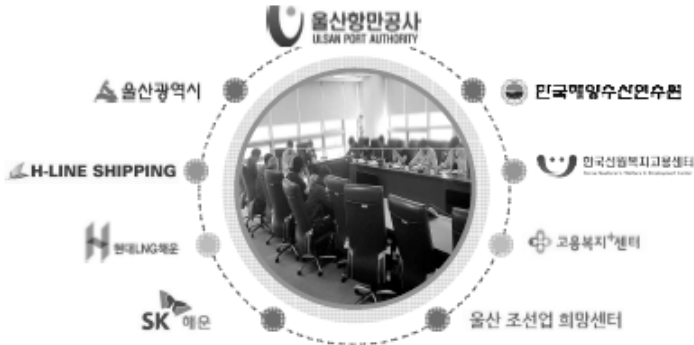 울산항만공사
ULSAN PORT AUTHORITY
울산광역시
한국해양수산연수원
H-LINE SHIPPING
한국선원복지고용센터
현대LNG해운
고용복지+센터
SK 해운
울산 조선업 희망센터